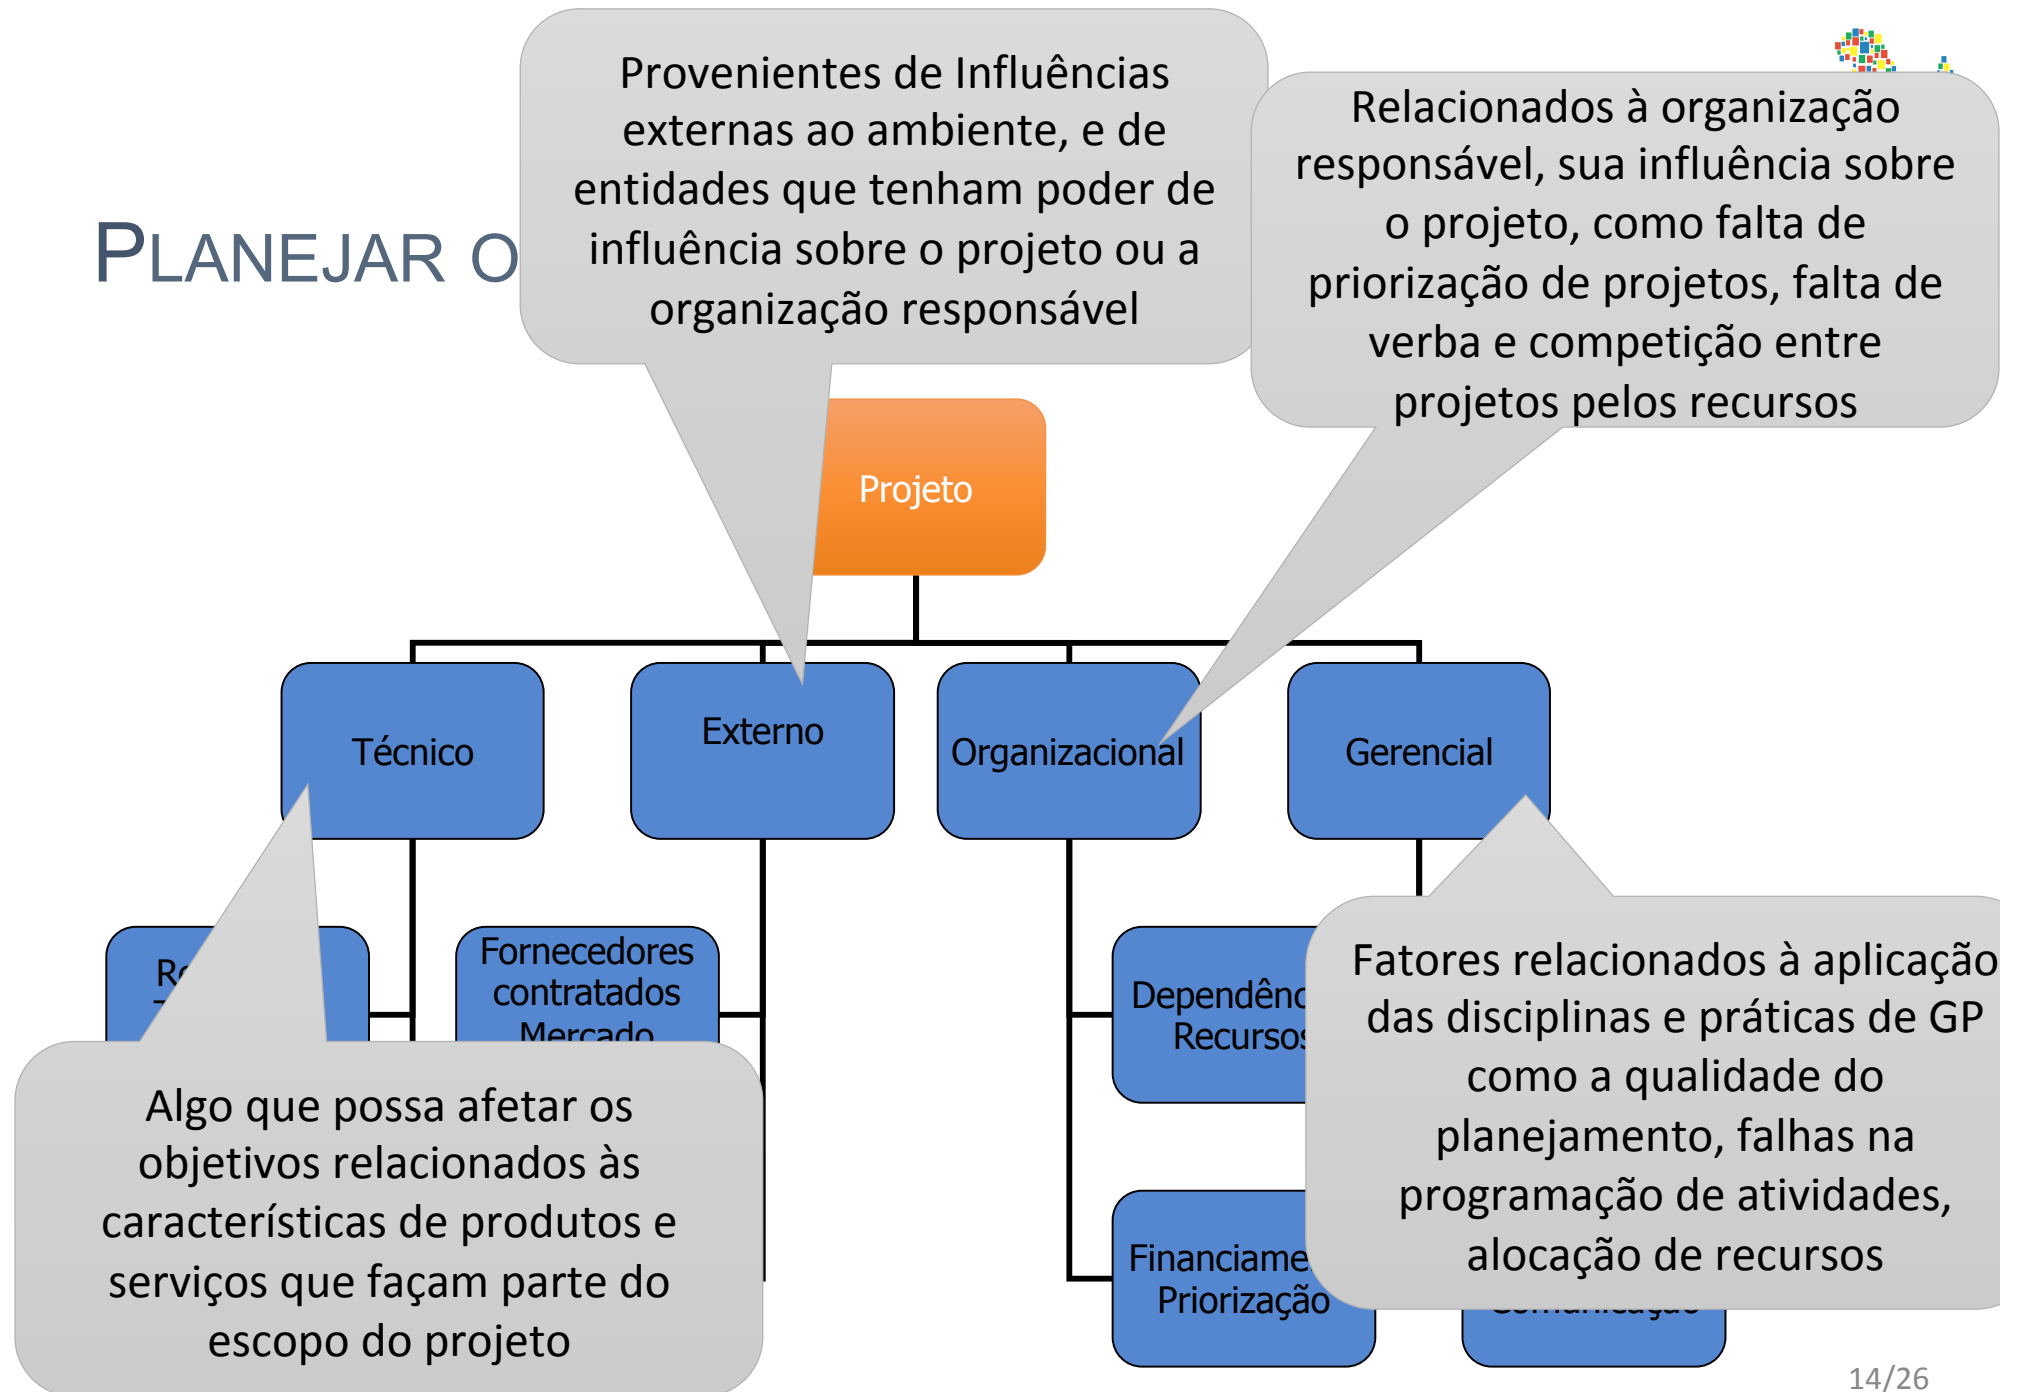 PLANEJAR O
Provenientes de Influências
externas ao ambiente, e de
entidades que tenham poder de
influência sobre o projeto ou a
organização responsável
Relacionados à organização
responsável, sua influência sobre
o projeto, como falta de
priorização de projetos, falta de
verba e competição entre
projetos pelos recursos
Projeto
Técnico
Externo
Organizacional
Gerencial
Fornecedores
contratados
Mercado
Recursos
Priorização
Comunicação
Algo que possa afetar os
objetivos relacionados às
características de produtos e
serviços que façam parte do
escopo do projeto
Fatores relacionados à aplicação
das disciplinas e práticas de GP
como a qualidade do
planejamento, falhas na
programação de atividades,
alocação de recursos
14/26